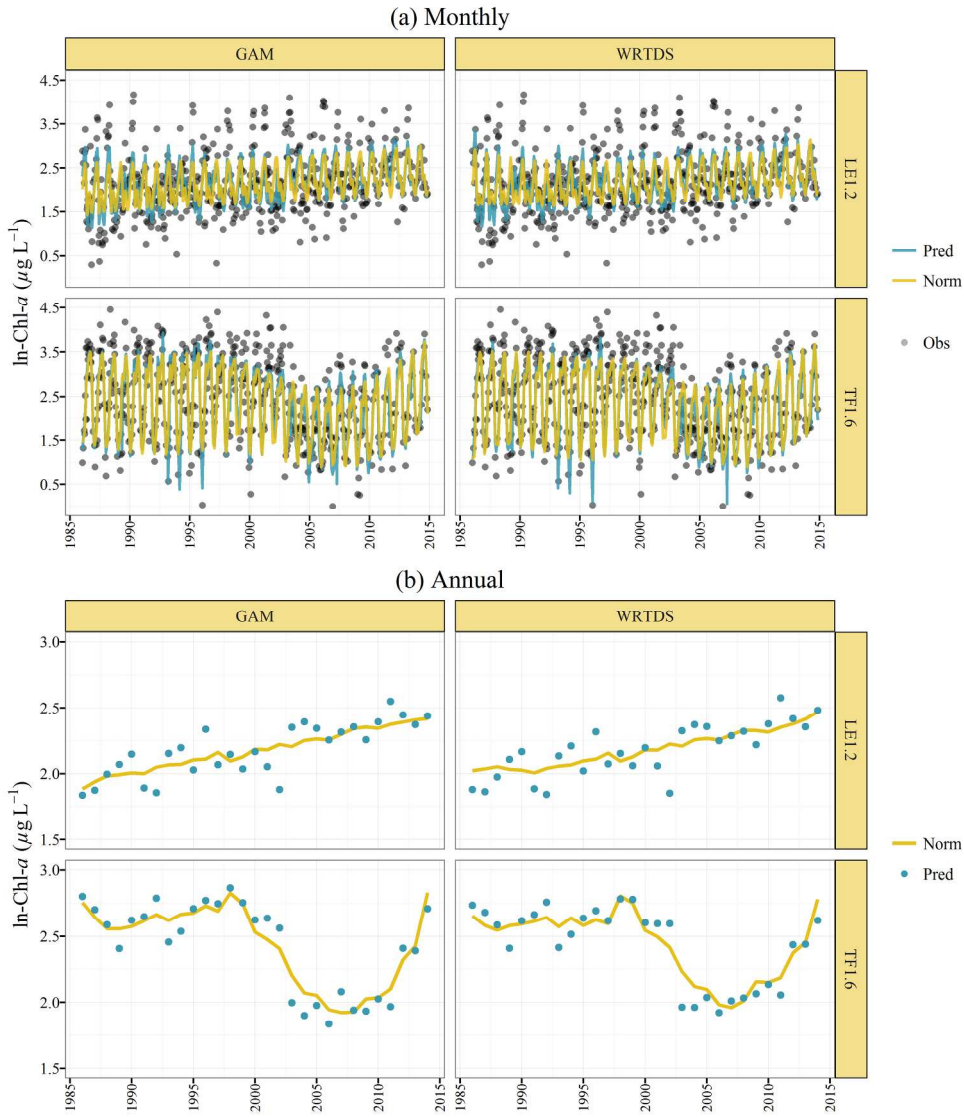 (a) Monthly
GAM WRTDS
4.5
3.5
2.5
1.5
0.5
LE1.2
4.5
3.5
2.5
1.5
0.5
TF1.6
ln-Chl-a (µg L−1)
1985 1990 1995 2000 2005 2010 2015 1985 1990 1995 2000 2005 2010 2015
Pred
Norm
Obs
(b) Annual
GAM WRTDS
3.0
2.5
2.0
1.5
LE1.2
3.0
2.5
2.0
1.5
TF1.6
ln-Chl-a (µg L−1)
1985 1990 1995 2000 2005 2010 2015 1985 1990 1995 2000 2005 2010 2015
Norm
Pred